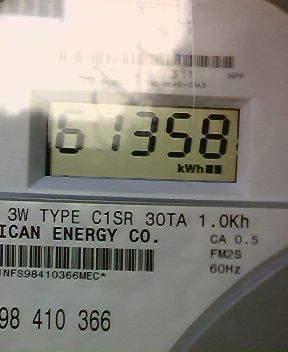 61358
kWh
3W TYPE C1SR 30TA 1.0Kh
ICAN ENERGY CO.
CA 0.5
FM2S
60Hz
INFS98410366MEC*
98 410 366